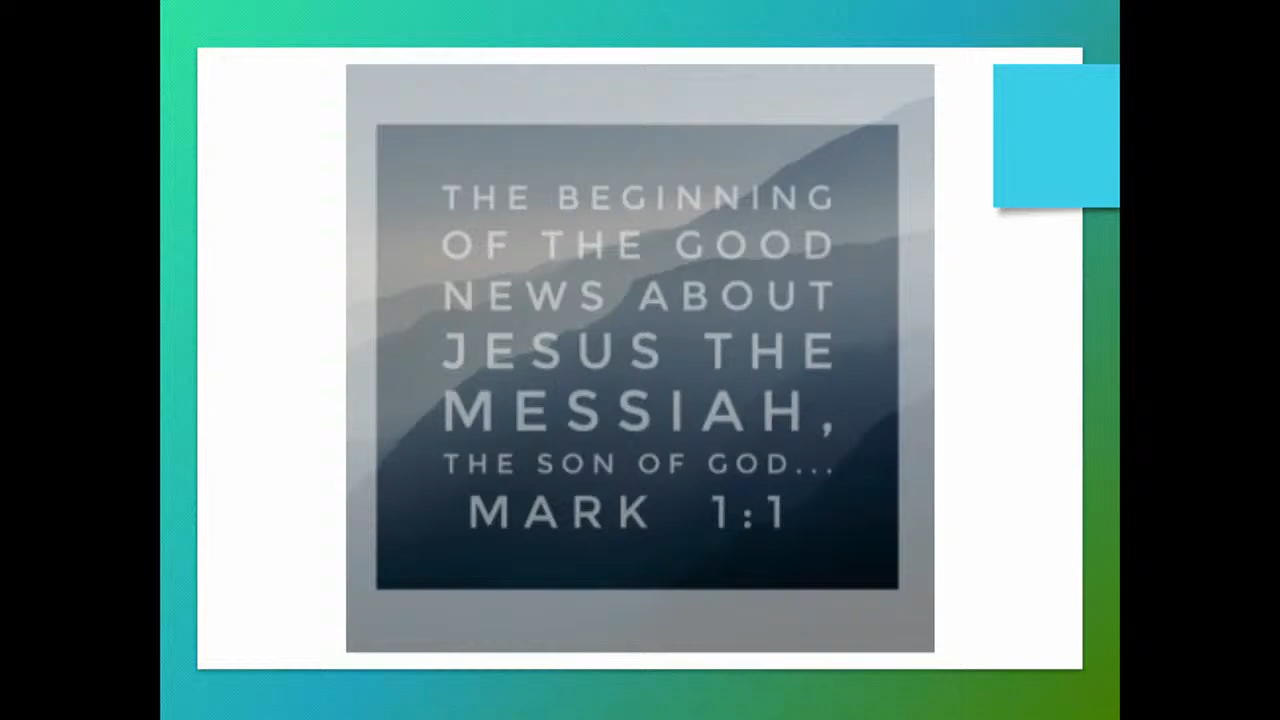 THE BEGINNING
OF THE GOOD
NEWS ABOUT
JESUS THE
MESSIAH,
THE SON OF GOD...
MARK 1:1